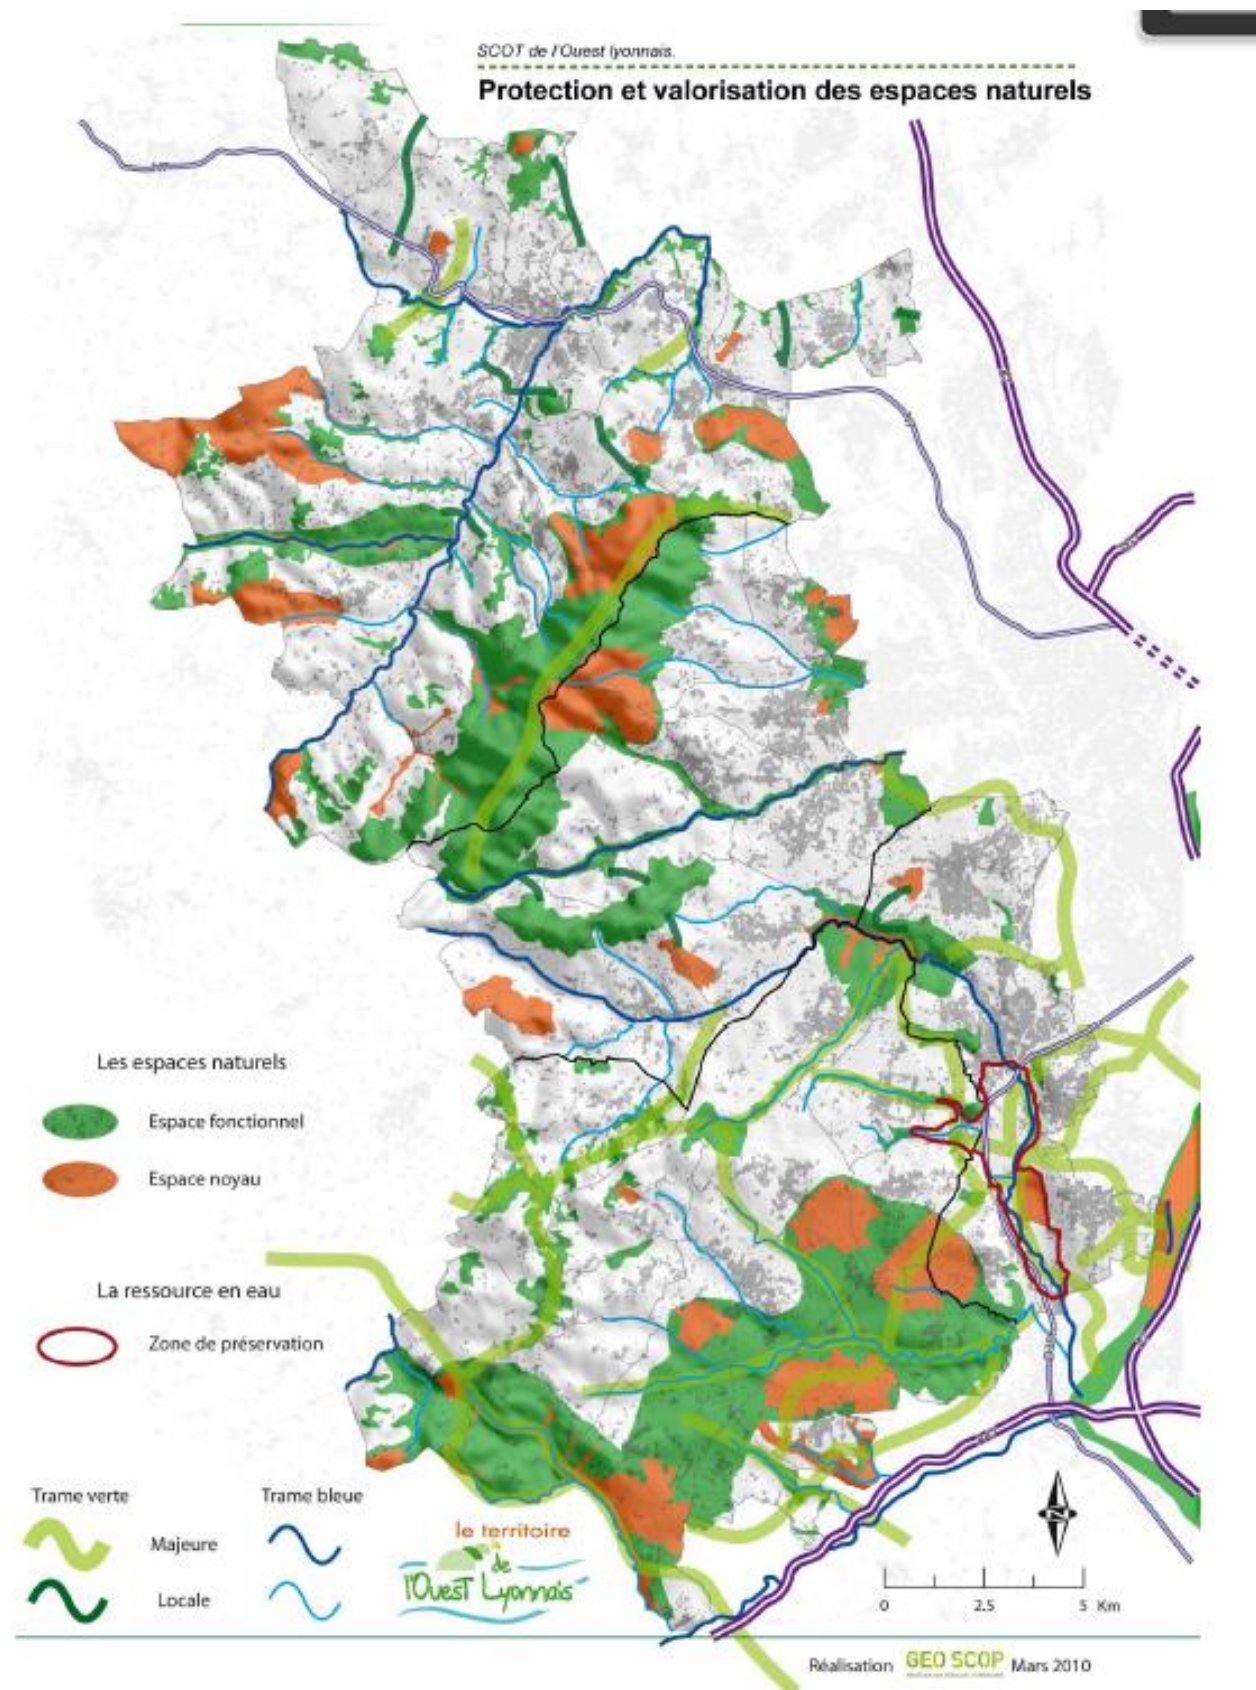 SCOT de l'Ouest lyonnais.
Protection et valorisation des espaces naturels
Les espaces naturels
Espace fonctionnel
Espace noyau
La ressource en eau
Zone de préservation
Trame verte
Trame bleue
Majeure
Locale
le territoire
de
l'Ouest Lyonnais
N
0 2.5 5 Km
Réalisation GEO SCOP Mars 2010